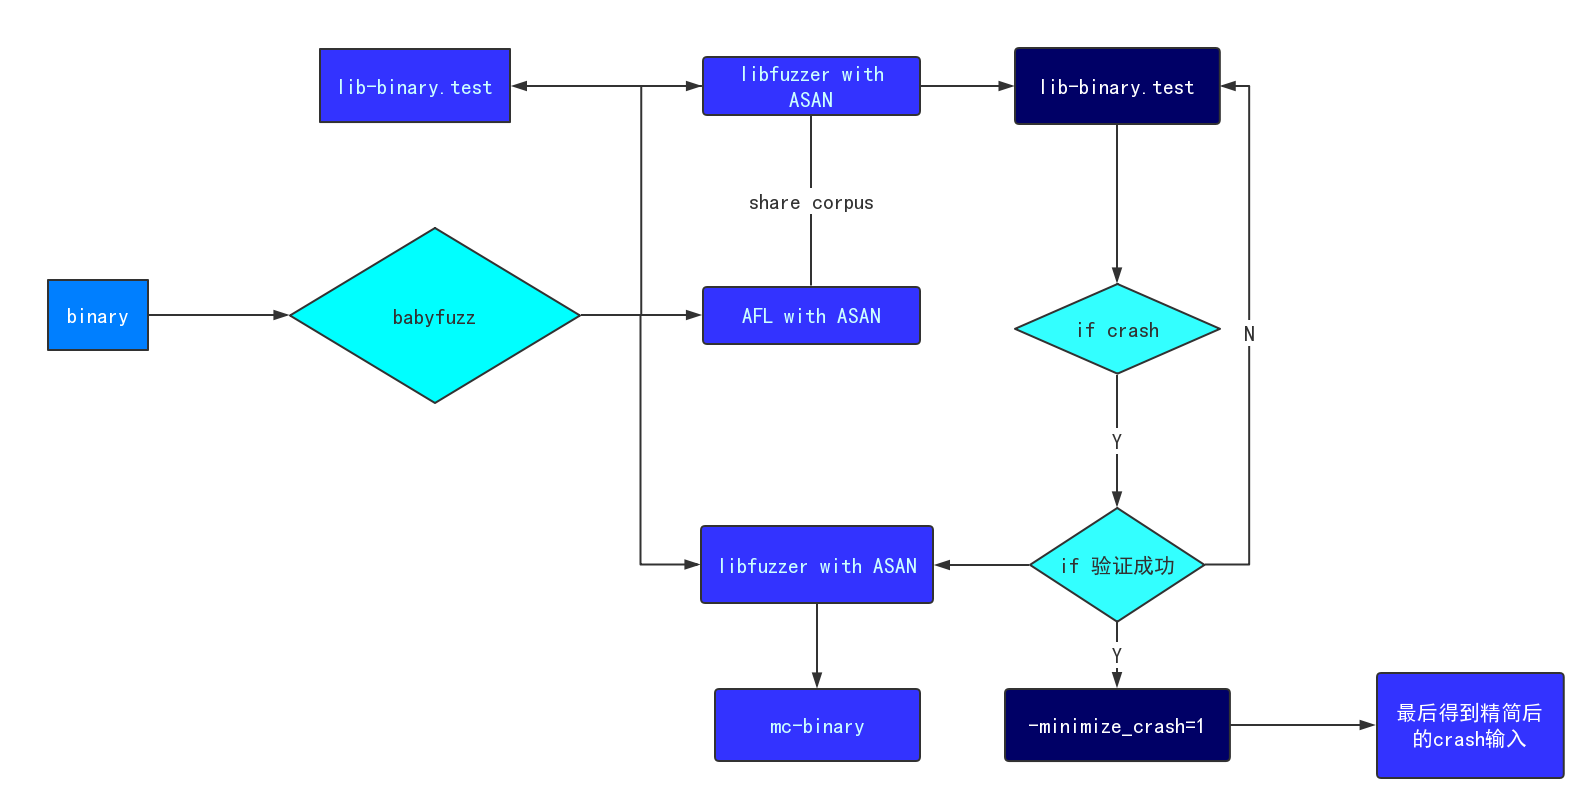 lib-binary.test
libfuzzer with
ASAN
lib-binary.test
share corpus
binary
babyfuzz
AFL with ASAN
if crash
N
Y
libfuzzer with ASAN
if 验证成功
Y
mc-binary
-minimize_crash=1
最后得到精简后
的crash输入